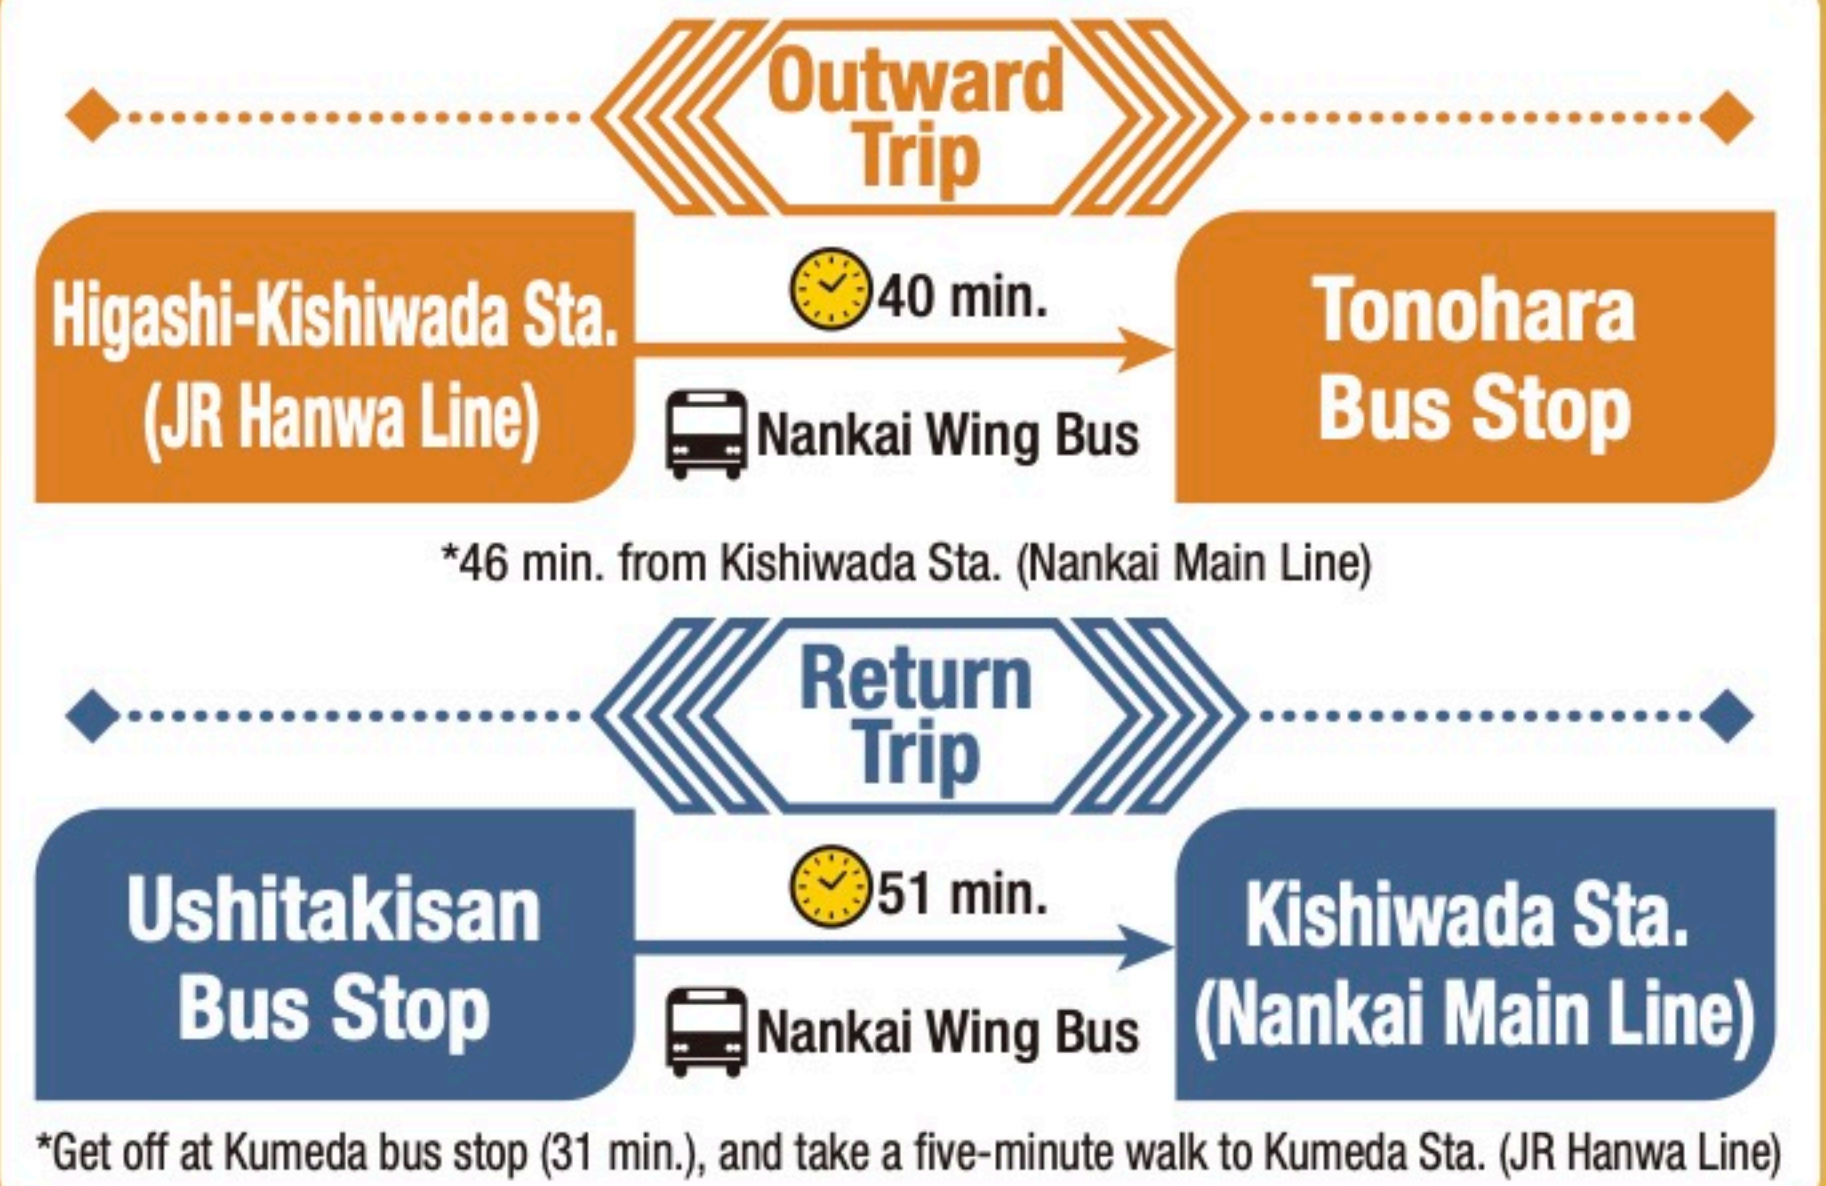 Outward
Trip
Higashi-Kishiwada Sta.
(JR Hanwa Line)
40 min.
Nankai Wing Bus
Tonohara
Bus Stop
*46 min. from Kishiwada Sta. (Nankai Main Line)
Return
Trip
Ushitakisan
Bus Stop
51 min.
Nankai Wing Bus
Kishiwada Sta.
(Nankai Main Line)
*Get off at Kumeda bus stop (31 min.), and take a five-minute walk to Kumeda Sta. (JR Hanwa Line)